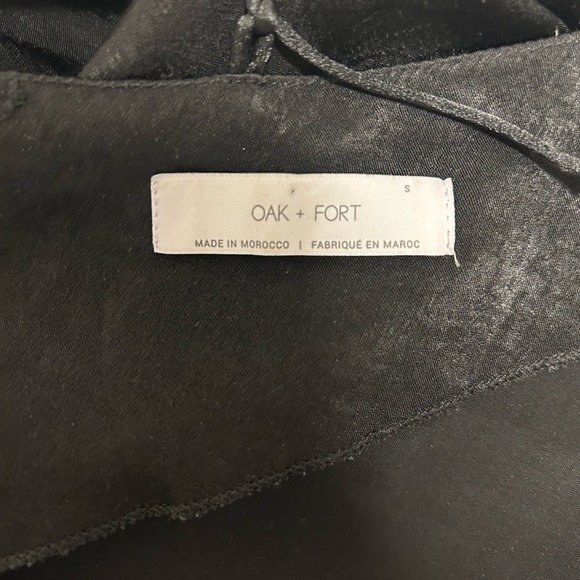 S
OAK + FORT
MADE IN MOROCCO | FABRIQUÉ EN MAROC